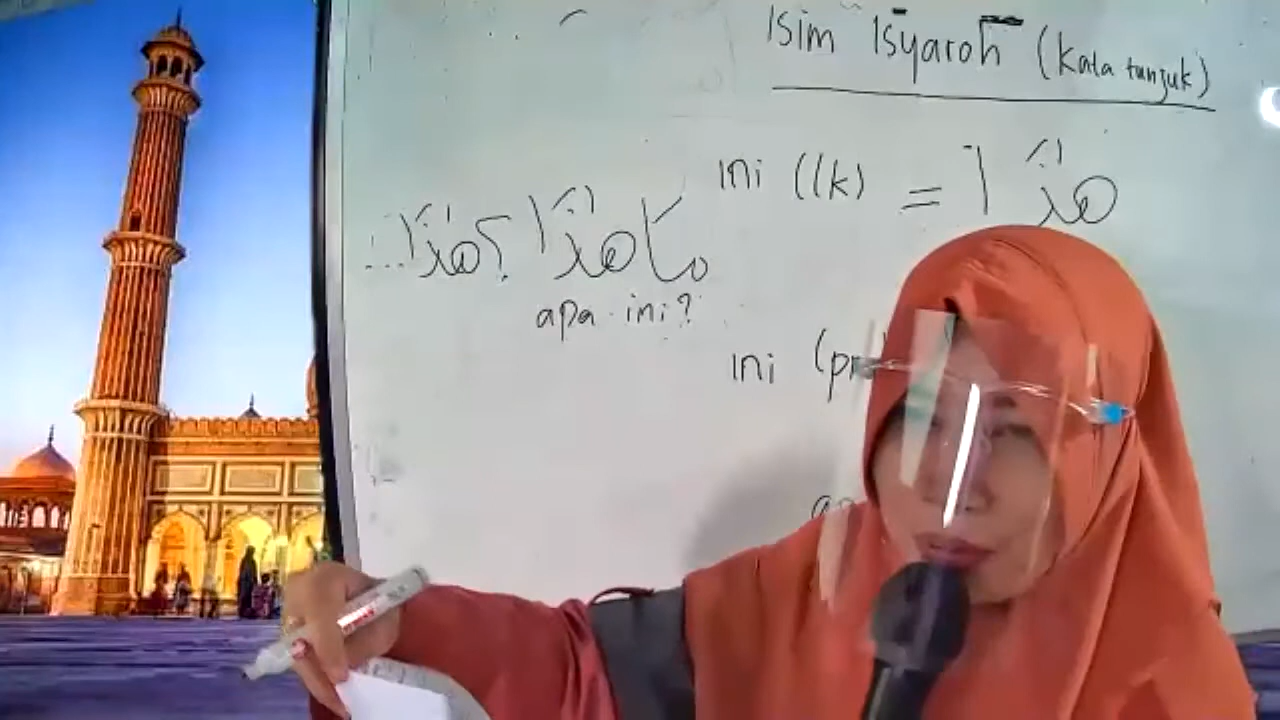 Isim Isyaroh (kata tunjuk)
ini (lk) = هٰذَا
مَا هٰذَا؟ هٰذَا...
apa ini?
ini